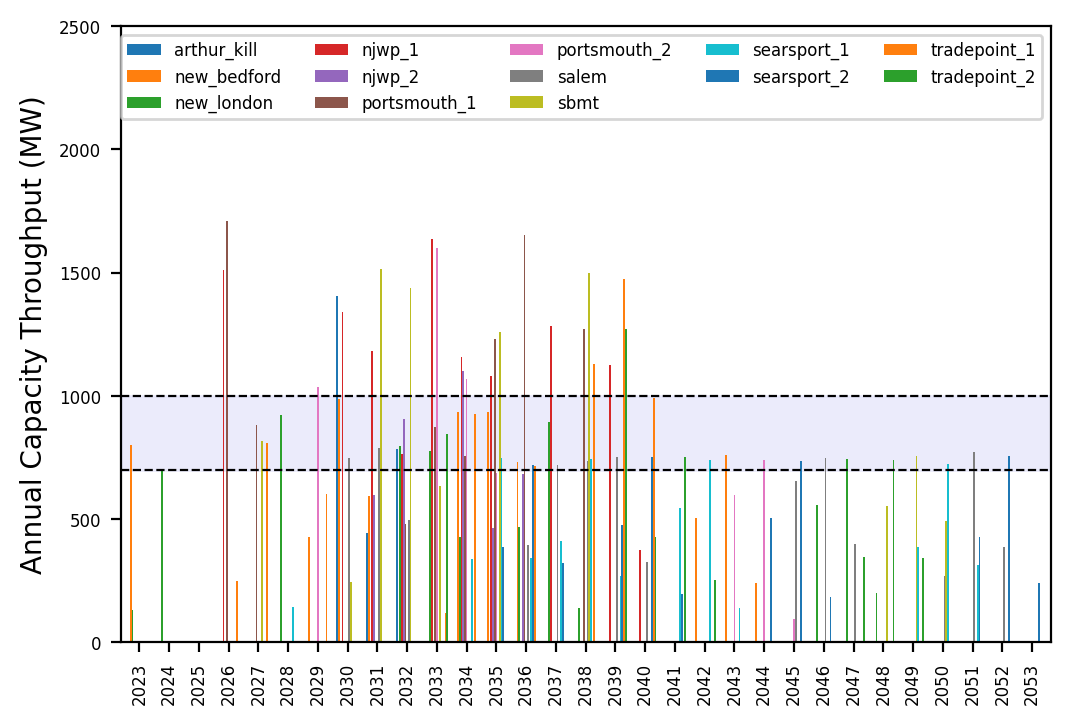 Annual Capacity Throughput (MW)
2500
2000
1500
1000
500
0
arthur_kill njwp_1 portsmouth_2 searsport_1 tradepoint_1
new_bedford njwp_2 salem searsport_2 tradepoint_2
new_london portsmouth_1 sbmt
2023 2024 2025 2026 2027 2028 2029 2030 2031 2032 2033 2034 2035 2036 2037 2038 2039 2040 2041 2042 2043 2044 2045 2046 2047 2048 2049 2050 2051 2052 2053